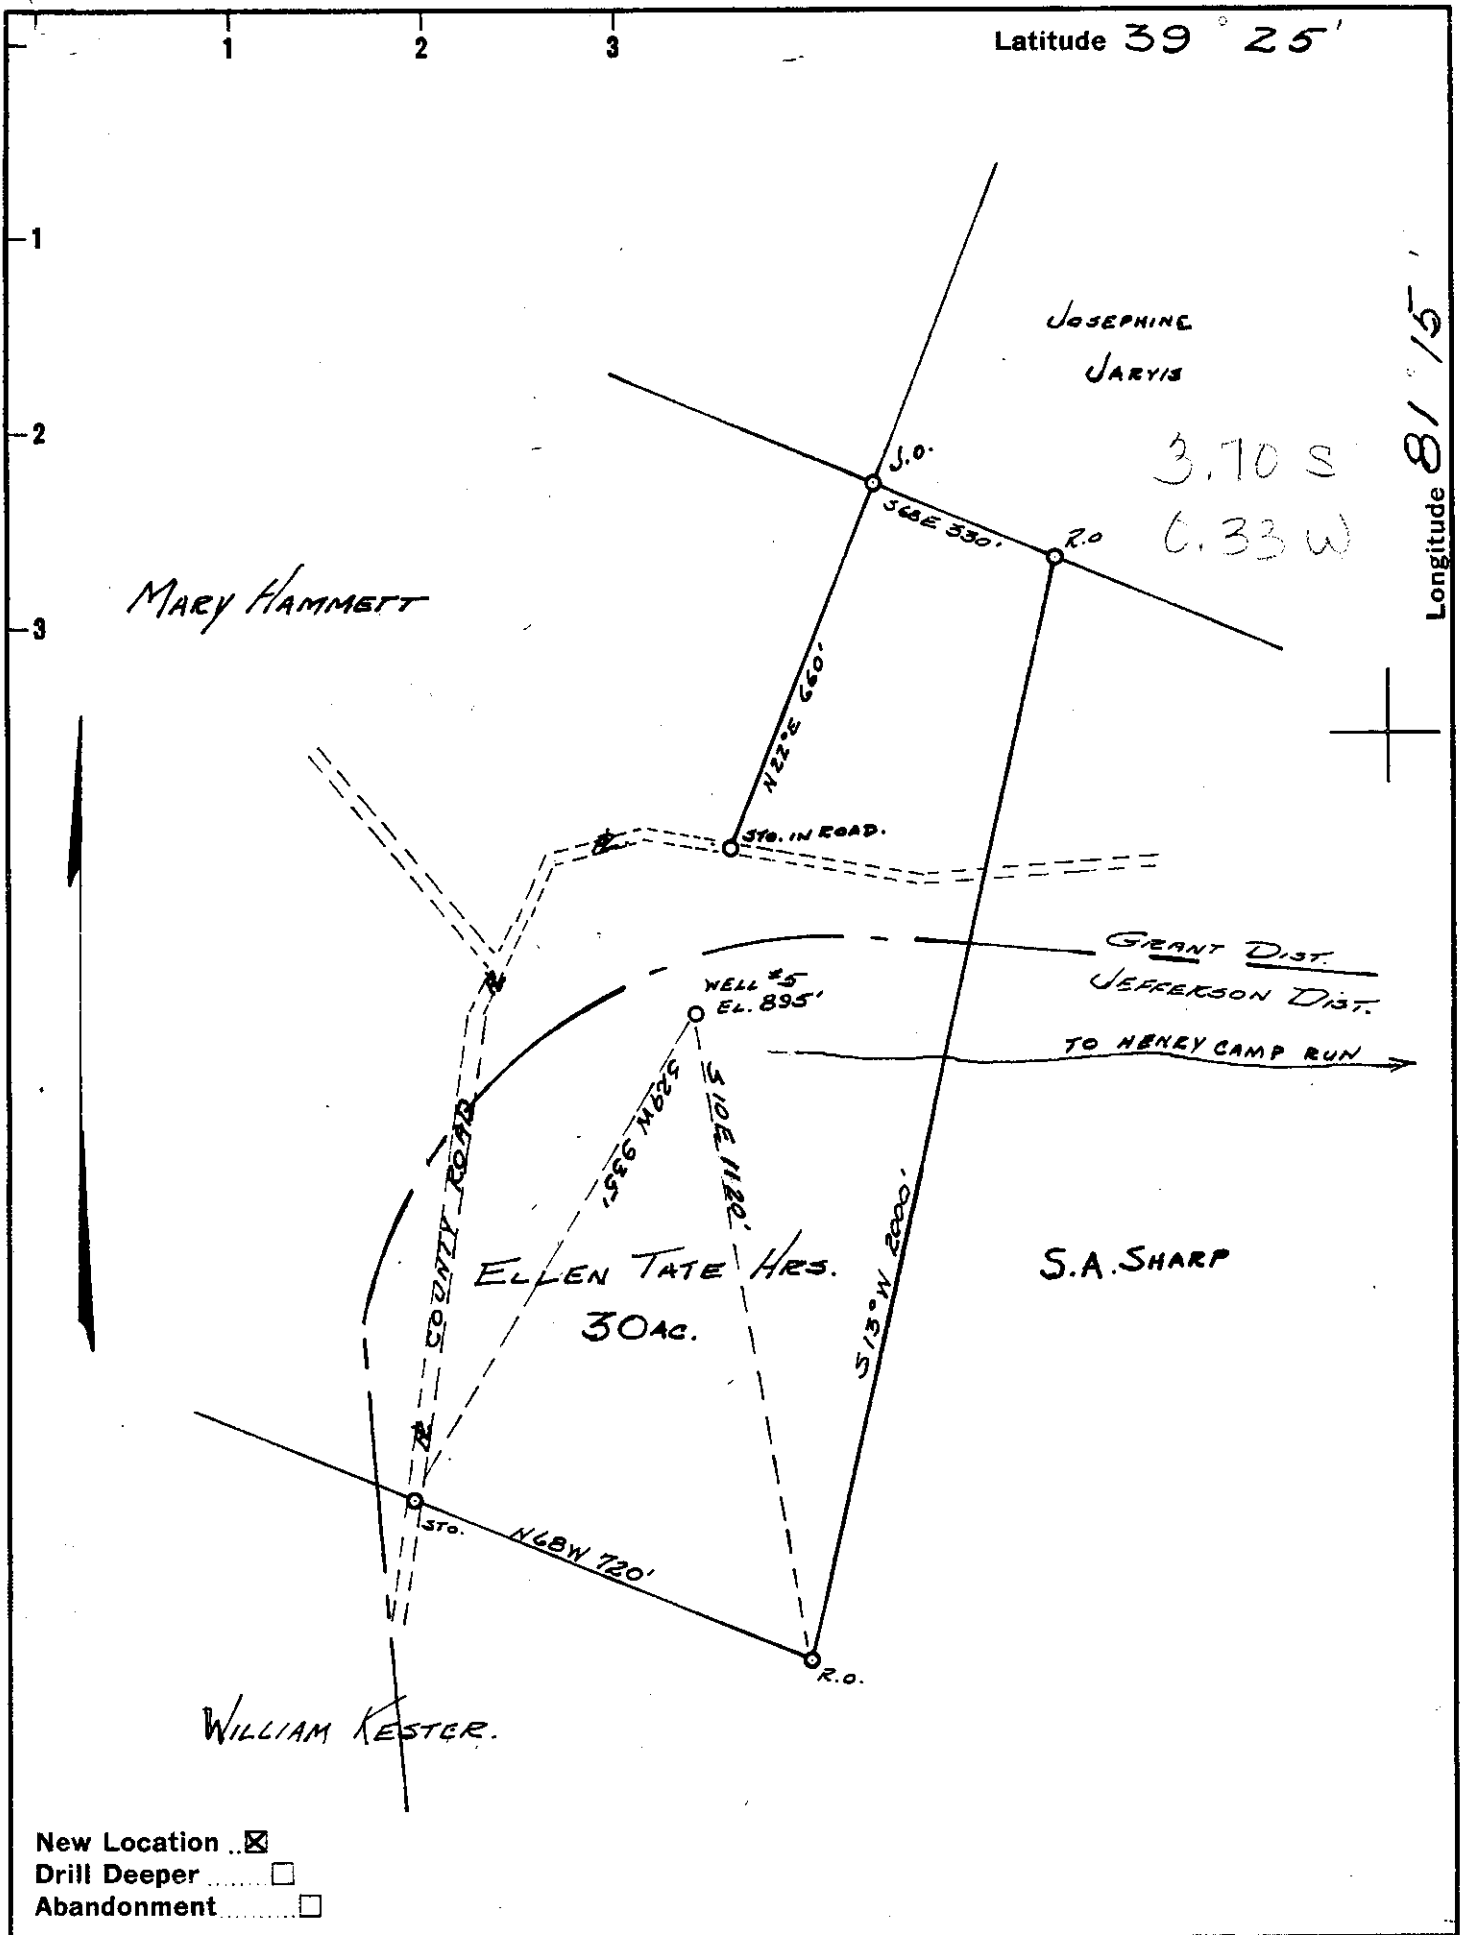 1 2 3
Latitude 39° 25'
1
2
3
Longitude 81° 15'
JOSEPHINE
JARVIS
3.70 S
0.33 W
J.O.
S68E 330'
R.O
MARY HAMMETT
N22°E 660'
STO. IN ROAD.
GRANT DIST.
JEFFERSON DIST.
WELL #5
EL. 895'
TO HENRY CAMP RUN
S29W 935'
S10E 1120'
COUNTY ROAD
S13°W 2000'
ELLEN TATE HRS.
30 AC.
S.A. SHARP
STO.
N68W 720'
R.O.
WILLIAM KESTER.
New Location .. ☒
Drill Deeper ....... ☐
Abandonment ........ ☐